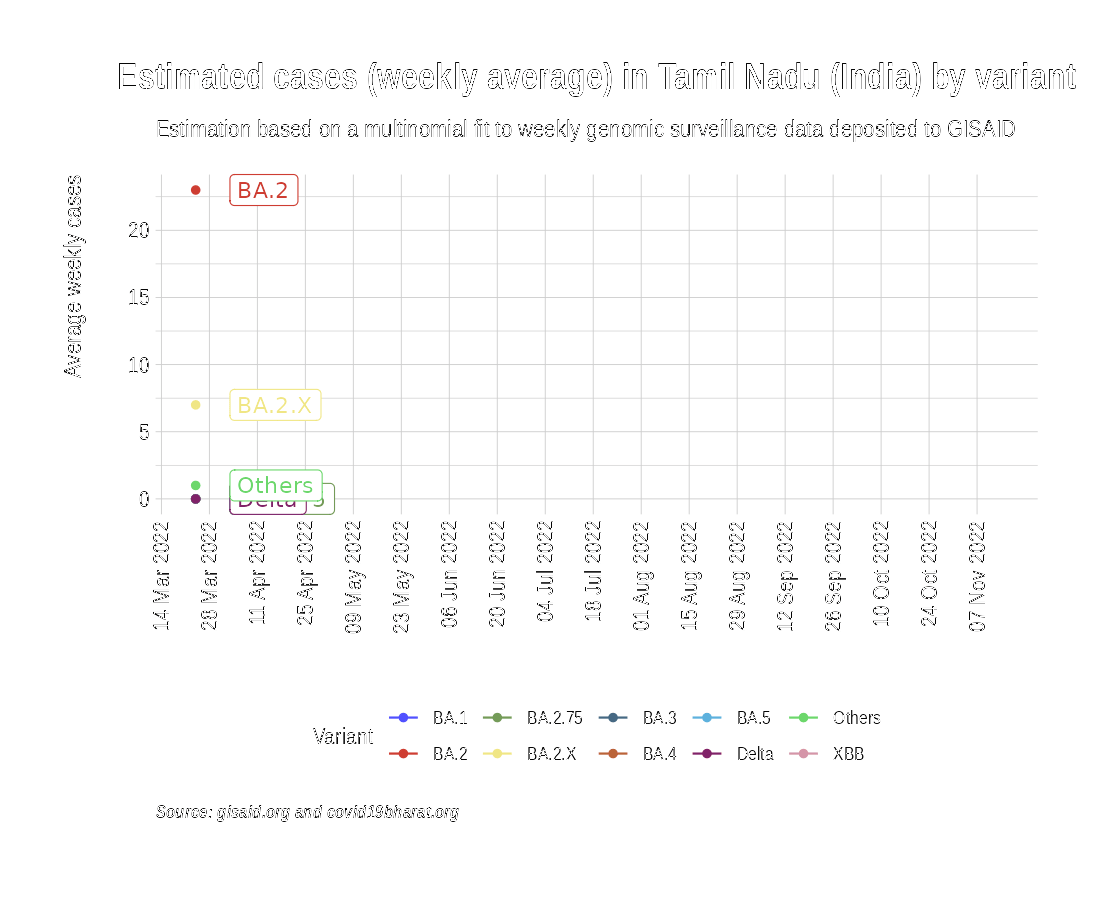 Estimated cases (weekly average) in Tamil Nadu (India) by variant
Estimation based on a multinomial fit to weekly genomic surveillance data deposited to GISAID
Average weekly cases
20
15
10
5
0
BA.2
BA.2.X
Others
Delta
14 Mar 2022
28 Mar 2022
11 Apr 2022
25 Apr 2022
09 May 2022
23 May 2022
06 Jun 2022
20 Jun 2022
04 Jul 2022
18 Jul 2022
01 Aug 2022
15 Aug 2022
29 Aug 2022
12 Sep 2022
26 Sep 2022
10 Oct 2022
24 Oct 2022
07 Nov 2022
Variant
BA.1 BA.2.75 BA.3 BA.5 Others
BA.2 BA.2.X BA.4 Delta XBB
Source: gisaid.org and covid19bharat.org